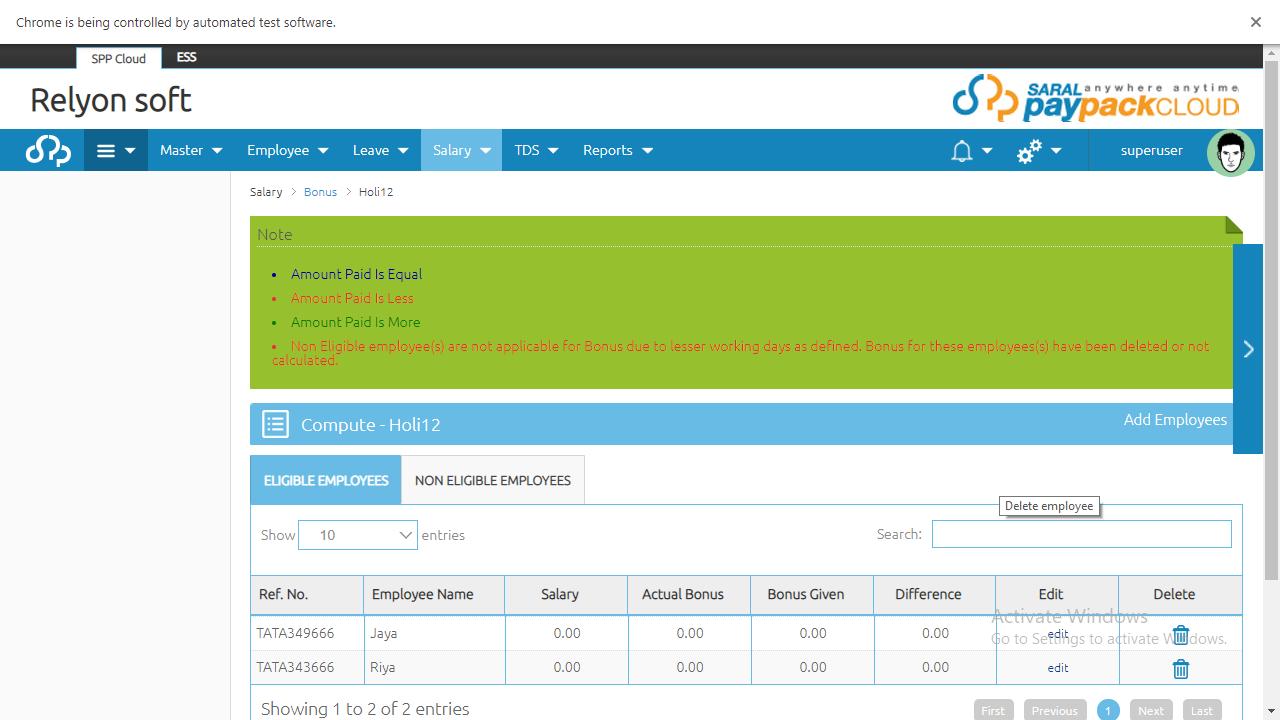 Chrome is being controlled by automated test software.
SPP Cloud ESS
Relyon soft
SARAL anywhere anytime
paypackCLOUD
Master Employee Leave Salary TDS Reports superuser
Salary > Bonus > Holi12
Note
• Amount Paid Is Equal
• Amount Paid Is Less
• Amount Paid Is More
• Non Eligible employee(s) are not applicable for Bonus due to lesser working days as defined. Bonus for these employees(s) have been deleted or not
calculated.
Compute - Holi12 Add Employees
ELIGIBLE EMPLOYEES NON ELIGIBLE EMPLOYEES
Delete employee
Show 10 entries Search:
Ref. No. Employee Name Salary Actual Bonus Bonus Given Difference Edit Delete
Activate Windows
TATA349666 Jaya 0.00 0.00 0.00 0.00 edit
Go to Settings to activate Windows.
TATA343666 Riya 0.00 0.00 0.00 0.00 edit
Showing 1 to 2 of 2 entries First Previous 1 Next Last